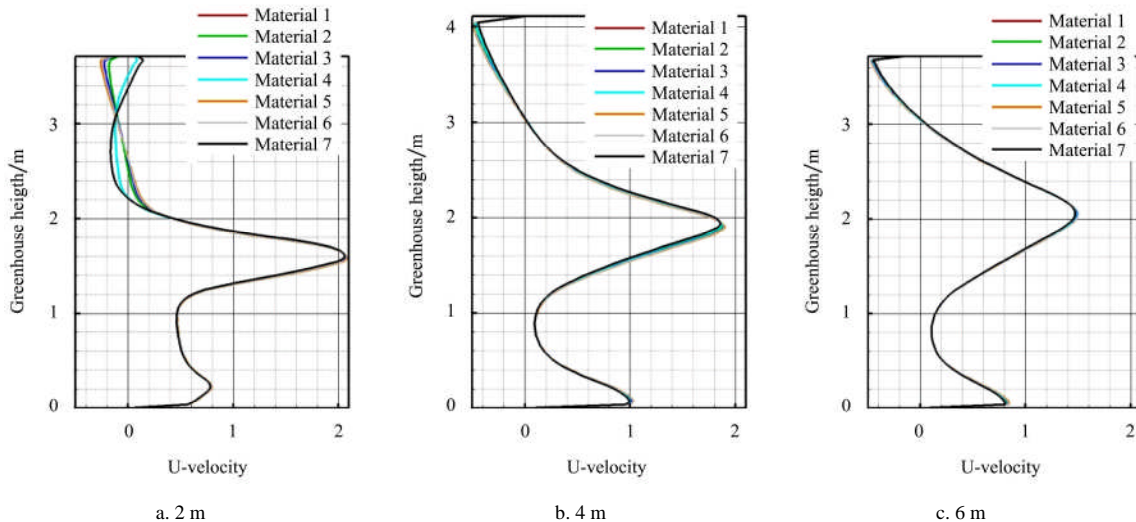 Material 1
Material 2
Material 3
Material 4
Material 5
Material 6
Material 7
Greenhouse heigth/m
3
2
1
0
0
1
2
U-velocity
a. 2 m
Material 1
Material 2
Material 3
Material 4
Material 5
Material 6
Material 7
Greenhouse heigth/m
4
3
2
1
0
0
1
2
U-velocity
b. 4 m
Material 1
Material 2
Material 3
Material 4
Material 5
Material 6
Material 7
Greenhouse heigth/m
3
2
1
0
0
1
2
U-velocity
c. 6 m